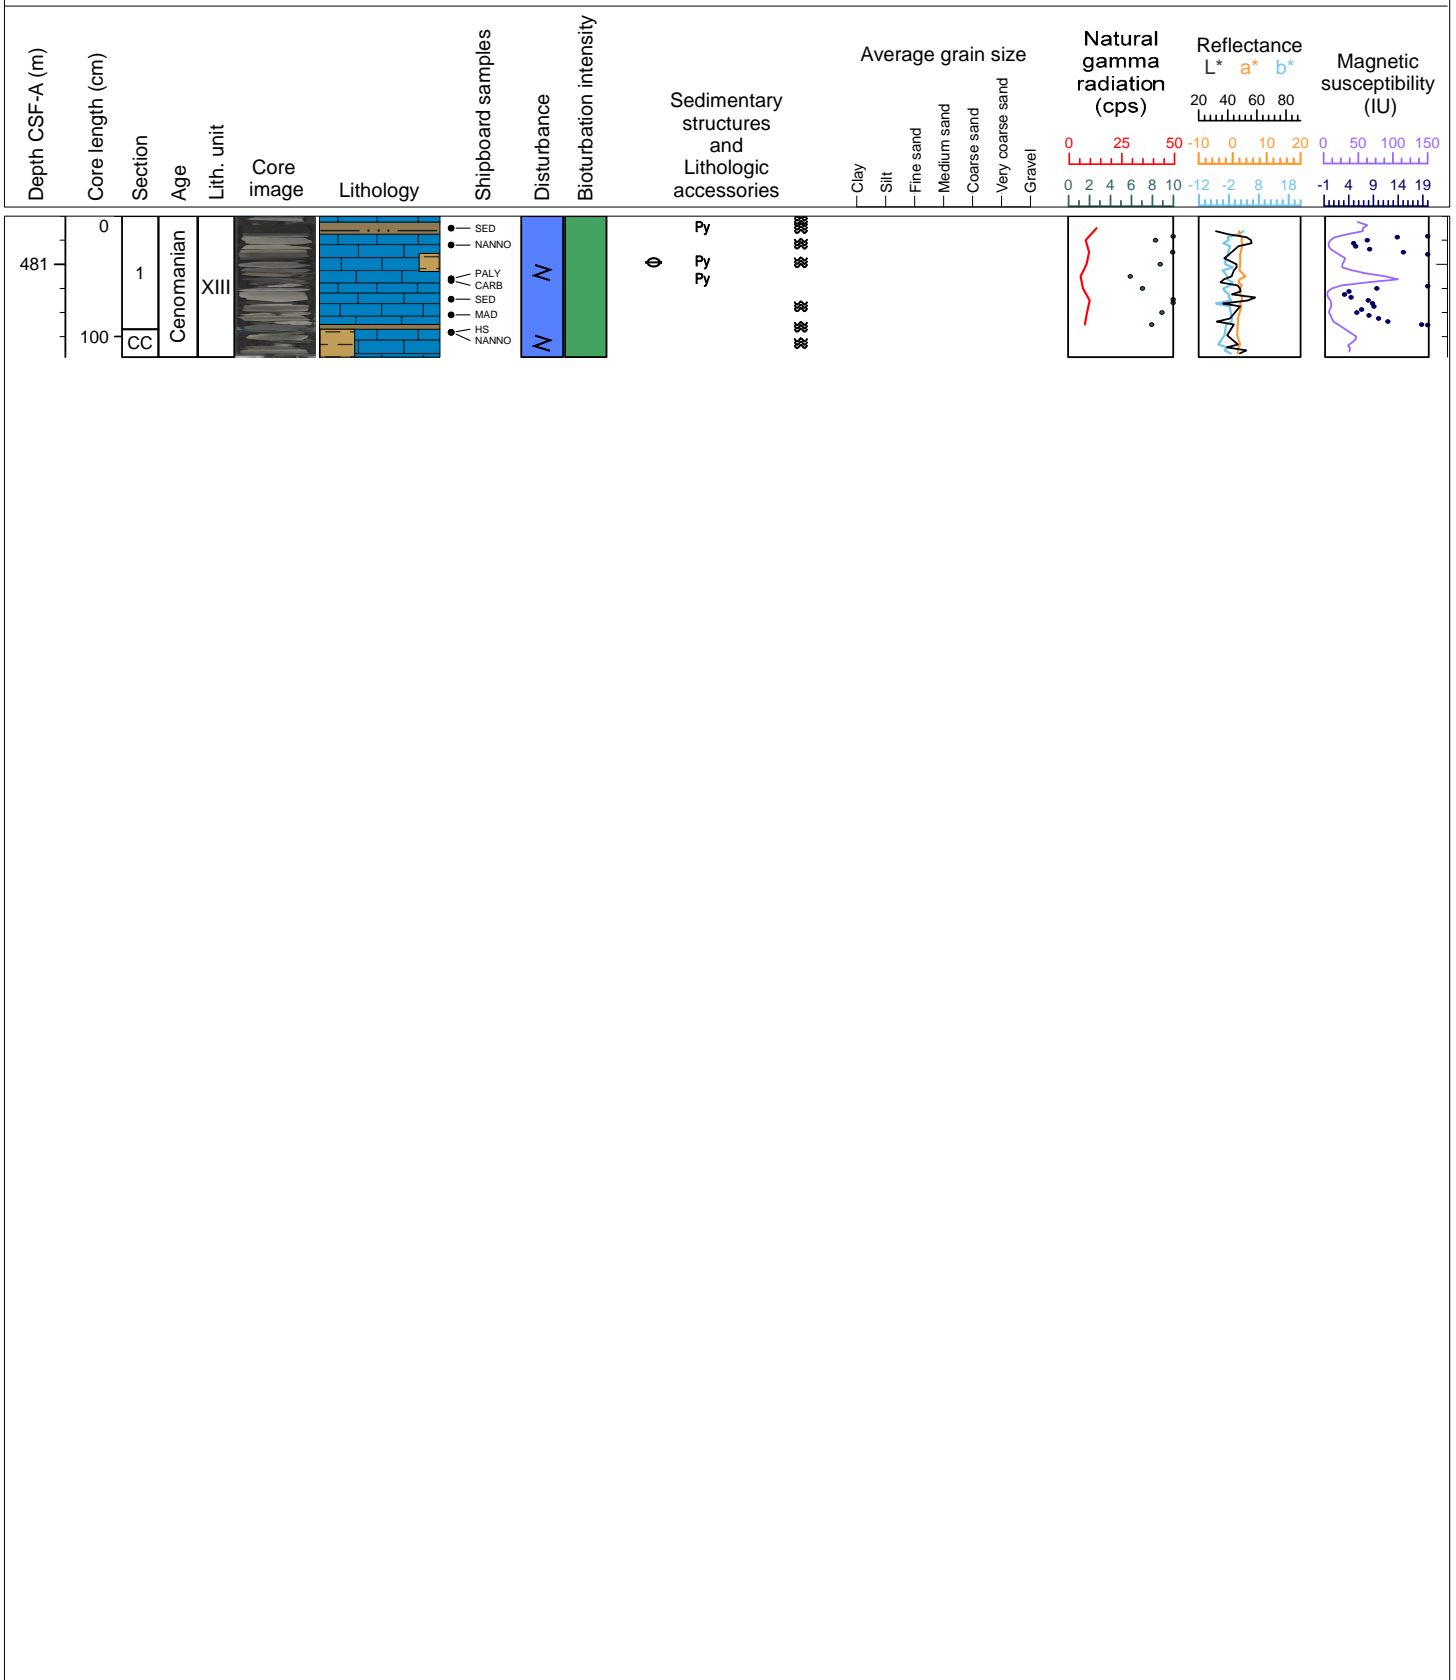 Depth CSF-A (m)
Core length (cm)
Section
Age
Lith. unit
Core
image
Lithology
Shipboard samples
Disturbance
Bioturbation intensity
Sedimentary
structures
and
Lithologic
accessories
Average grain size
Clay
Silt
Fine sand
Medium sand
Coarse sand
Very coarse sand
Gravel
Natural
gamma
radiation
(cps)
0 25 50
0 2 4 6 8 10
Reflectance
L* a* b*
20 40 60 80
-10 0 10 20
-12 -2 8 18
Magnetic
susceptibility
(IU)
0 50 100 150
-1 4 9 14 19
0
481
100
1
CC
Cenomanian
XIII
SED
NANNO
PALY
CARB
SED
MAD
HS
NANNO
Py
Py
Py